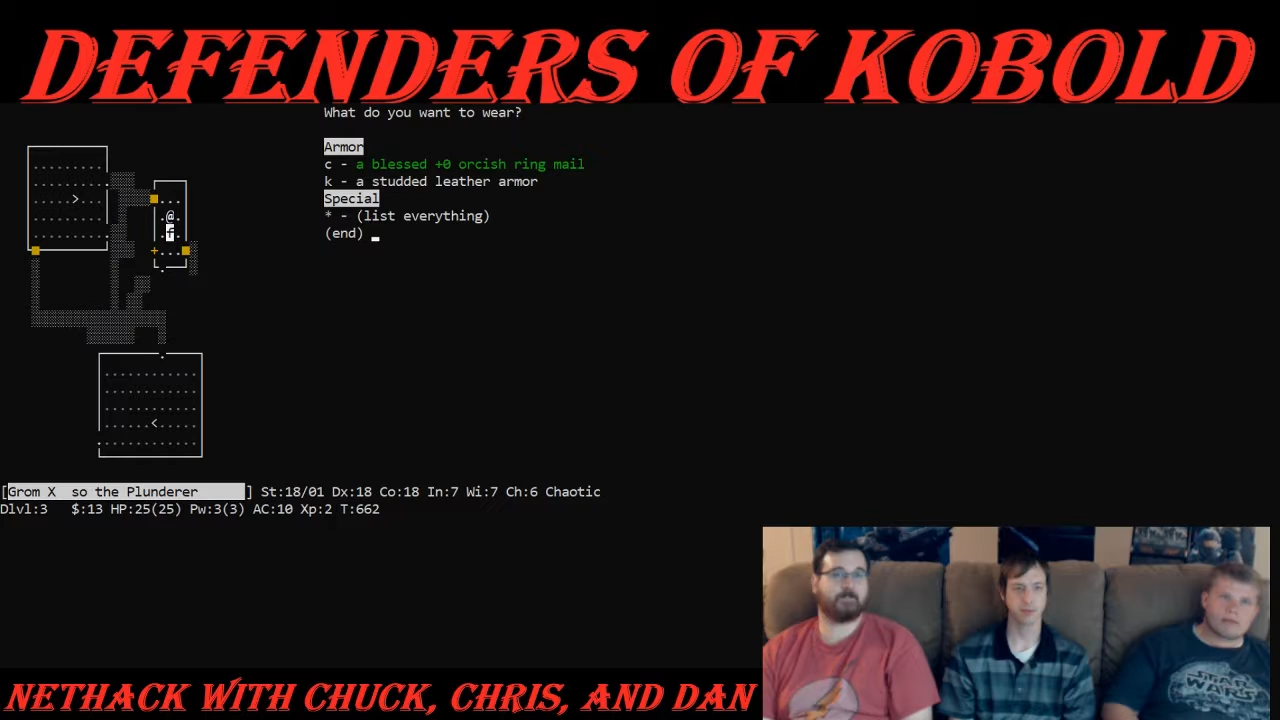 DEFENDERS OF KOBOLD
What do you want to wear?
Armor
c - a blessed +0 orcish ring mail
k - a studded leather armor
Special
* - (list everything)
(end)
[Grom X  so the Plunderer      ] St:18/01 Dx:18 Co:18 In:7 Wi:7 Ch:6 Chaotic
Dlvl:3  $:13 HP:25(25) Pw:3(3) AC:10 Xp:2 T:662
NETHACK WITH CHUCK, CHRIS, AND DAN
STAR WARS